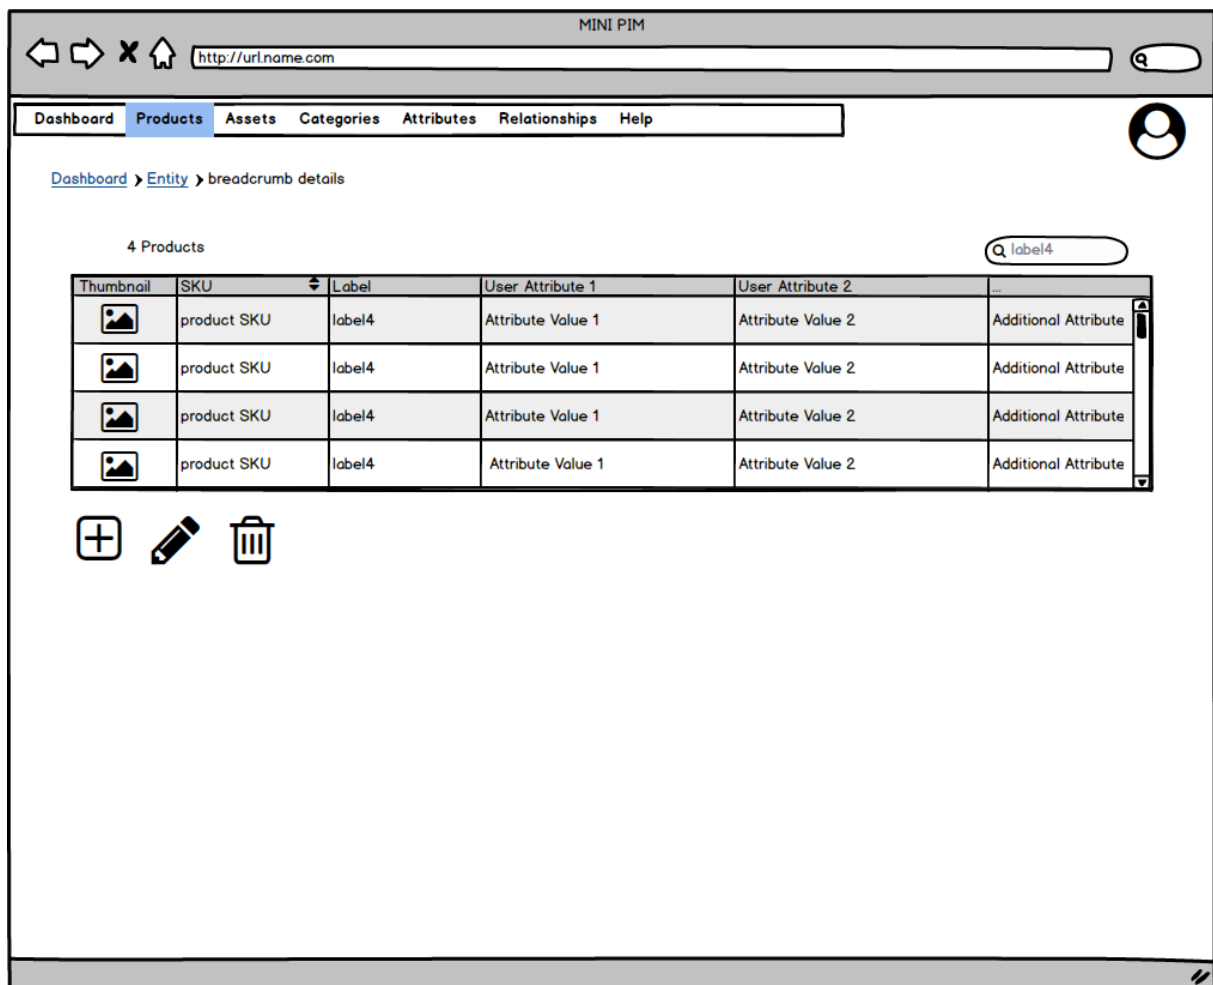 MINI PIM
http://url.name.com
Dashboard Products Assets Categories Attributes Relationships Help
Dashboard Entity breadcrumb details
4 Products label4
Thumbnail SKU Label User Attribute 1 User Attribute 2 ...
product SKU label4 Attribute Value 1 Attribute Value 2 Additional Attribute
product SKU label4 Attribute Value 1 Attribute Value 2 Additional Attribute
product SKU label4 Attribute Value 1 Attribute Value 2 Additional Attribute
product SKU label4 Attribute Value 1 Attribute Value 2 Additional Attribute